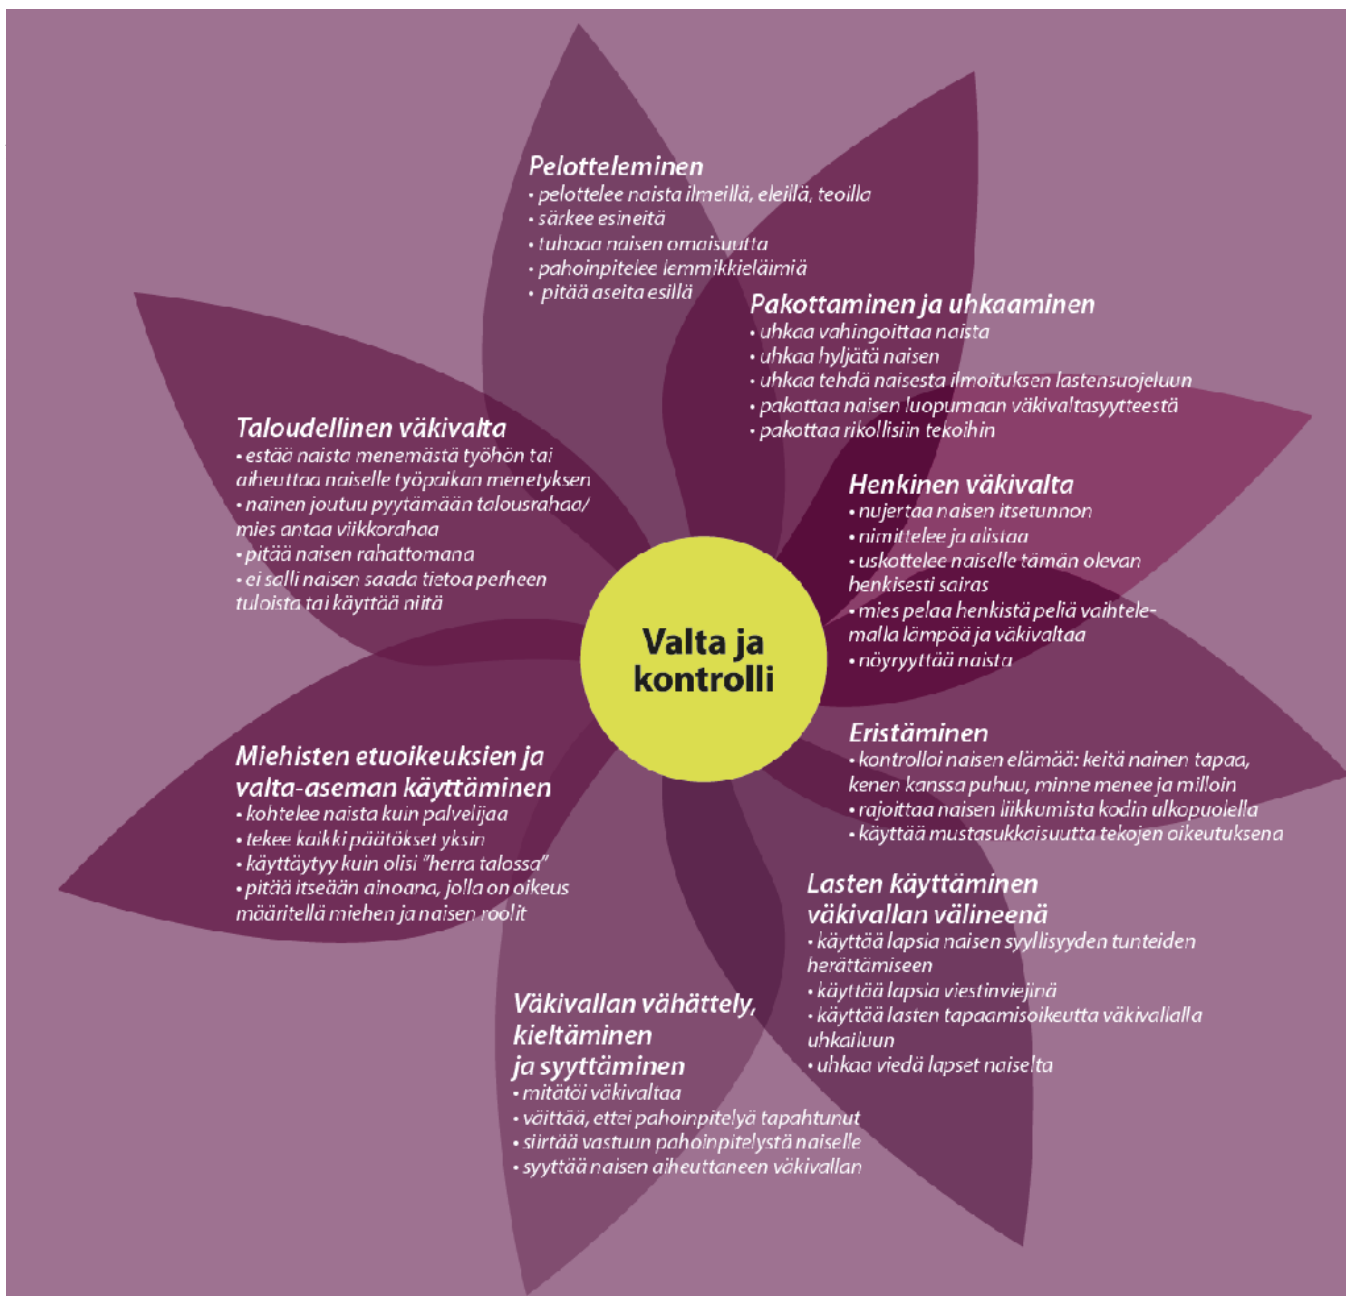 Pelotteleminen
• pelottelee naista ilmeillä, eleillä, teoilla
• särkee esineitä
• tuhoaa naisen omaisuutta
• pahoinpitelee lemmikkieläimiä
• pitää aseita esillä
Pakottaminen ja uhkaaminen
• uhkaa vahingoittaa naista
• uhkaa hyljätä naisen
• uhkaa tehdä naisesta ilmoituksen lastensuojeluun
• pakottaa naisen luopumaan väkivaltasyytteestä
• pakottaa rikollisiin tekoihin
Henkinen väkivalta
• nujertaa naisen itsetunnon
• nimittelee ja alistaa
• uskottelee naiselle tämän olevan
henkisesti sairas
• mies pelaa henkistä peliä vaihtele-
malla lämpöä ja väkivaltaa
• nöyryyttää naista
Eristäminen
• kontrolloi naisen elämää: keitä nainen tapaa,
kenen kanssa puhuu, minne menee ja milloin
• rajoittaa naisen liikkumista kodin ulkopuolella
• käyttää mustasukkaisuutta tekojen oikeutuksena
Lasten käyttäminen
väkivallan välineenä
• käyttää lapsia naisen syyllisyyden tunteiden
herättämiseen
• käyttää lapsia viestinviejinä
• käyttää lasten tapaamisoikeutta väkivallalla
uhkailuun
• uhkaa viedä lapset naiselta
Väkivallan vähättely,
kieltäminen
ja syyttäminen
• mitätöi väkivaltaa
• väittää, ettei pahoinpitelyä tapahtunut
• siirtää vastuun pahoinpitelystä naiselle
• syyttää naisen aiheuttaneen väkivallan
Miehisten etuoikeuksien ja
valta-aseman käyttäminen
• kohtelee naista kuin palvelijaa
• tekee kaikki päätökset yksin
• käyttäytyy kuin olisi ”herra talossa”
• pitää itseään ainoana, jolla on oikeus
määritellä miehen ja naisen roolit
Taloudellinen väkivalta
• estää naista menemästä työhön tai
aiheuttaa naiselle työpaikan menetyksen
• nainen joutuu pyytämään talousrahaa/
mies antaa viikkorahaa
• pitää naisen rahattomana
• ei salli naisen saada tietoa perheen
tuloista tai käyttää niitä
Valta ja
kontrolli